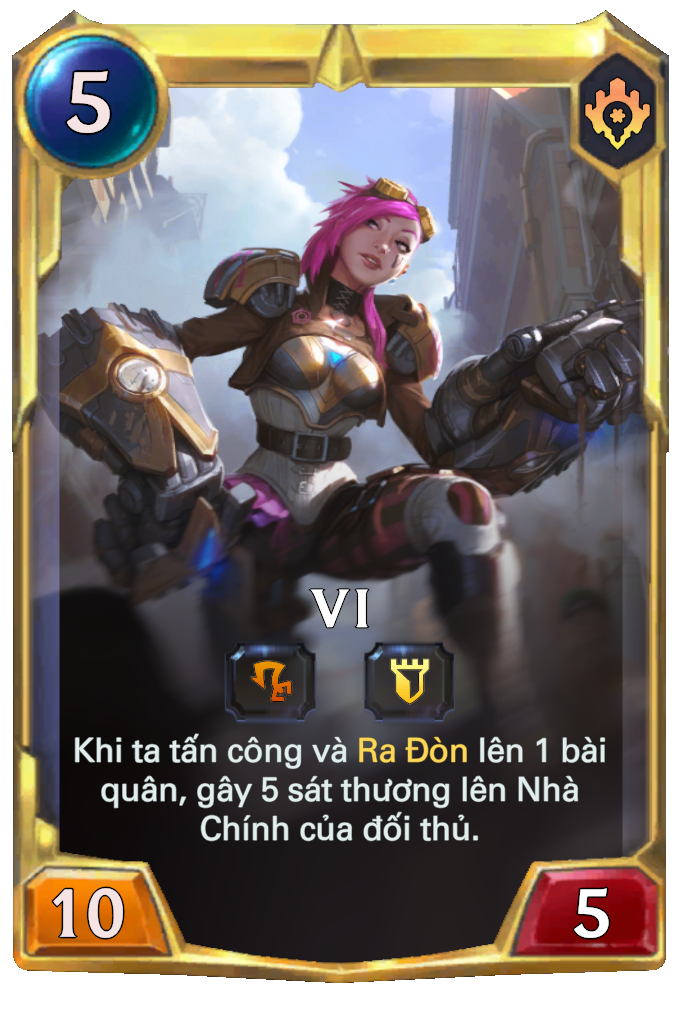 5
VI
Khi ta tấn công và Ra Đòn lên 1 bài
quân, gây 5 sát thương lên Nhà
Chính của đối thủ.
10
5